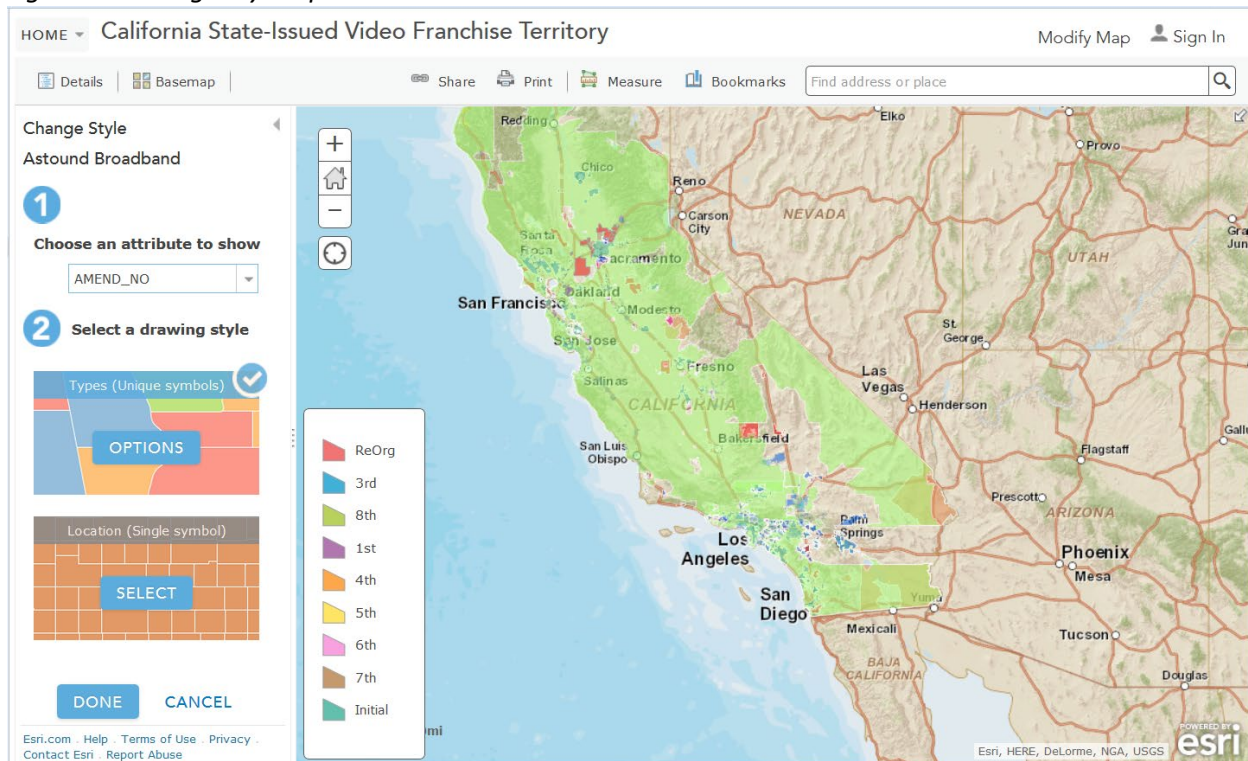 HOME California State-Issued Video Franchise Territory
Modify Map Sign In
Details Basemap Share Print Measure Bookmarks Find address or place
Change Style
Astound Broadband
1
Choose an attribute to show
AMEND_NO
2 Select a drawing style
Types (Unique symbols)
OPTIONS
Location (Single symbol)
SELECT
DONE CANCEL
Esri.com . Help . Terms of Use . Privacy .
Contact Esri . Report Abuse
+
−
ReOrg
3rd
8th
1st
4th
5th
6th
7th
Initial
Redding
Elko
Provo
Chico
Reno
Carson
City
NEVADA
UTAH
Gra
Jun
Santa
Rosa
Sacramento
Oakland
San Francisco
Modesto
San Jose
St.
George
Fresno
Las
Vegas
Salinas
CALIFORNIA
Henderson
Gallu
Bakersfield
Flagstaff
San Luis
Obispo
Prescott
ARIZONA
Palm
Springs
Los
Angeles
Phoenix
Mesa
San
Diego
Yuma
Mexicali
Tucson
BAJA
CALIFORNIA
Douglas
mi
POWERED BY
esri
Esri, HERE, DeLorme, NGA, USGS